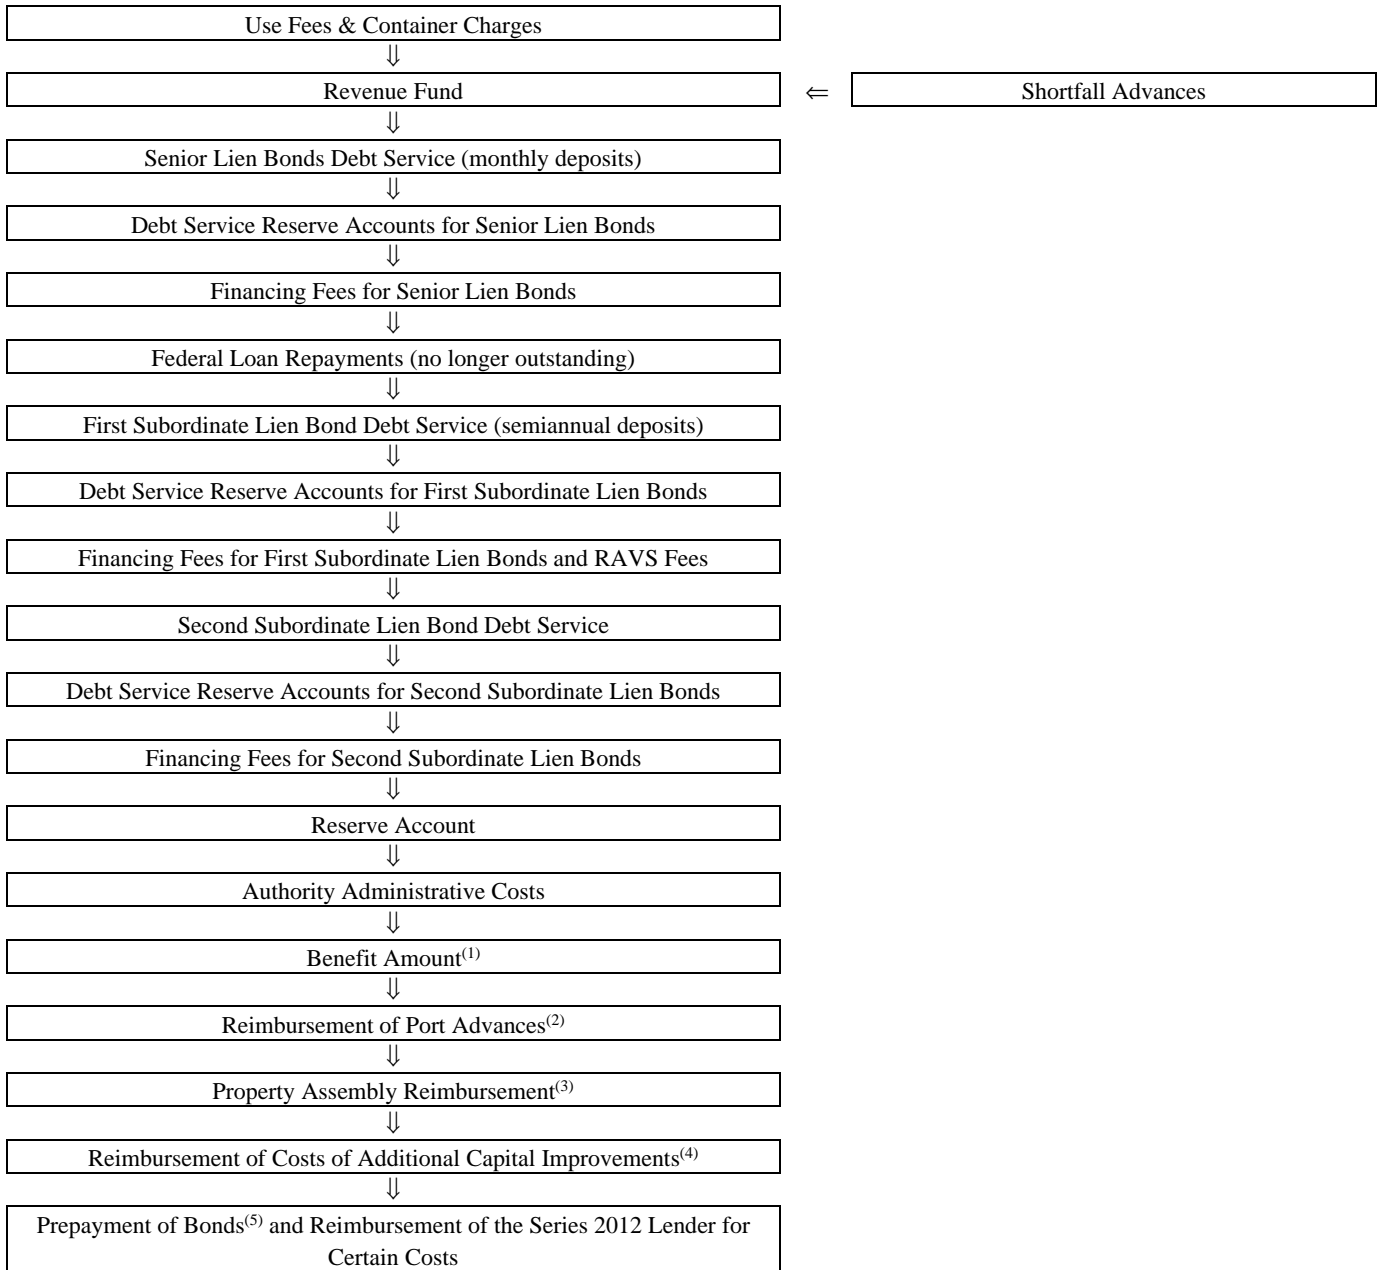 Use Fees & Container Charges
⇓
Revenue Fund ⇐ Shortfall Advances
⇓
Senior Lien Bonds Debt Service (monthly deposits)
⇓
Debt Service Reserve Accounts for Senior Lien Bonds
⇓
Financing Fees for Senior Lien Bonds
⇓
Federal Loan Repayments (no longer outstanding)
⇓
First Subordinate Lien Bond Debt Service (semiannual deposits)
⇓
Debt Service Reserve Accounts for First Subordinate Lien Bonds
⇓
Financing Fees for First Subordinate Lien Bonds and RAVS Fees
⇓
Second Subordinate Lien Bond Debt Service
⇓
Debt Service Reserve Accounts for Second Subordinate Lien Bonds
⇓
Financing Fees for Second Subordinate Lien Bonds
⇓
Reserve Account
⇓
Authority Administrative Costs
⇓
Benefit Amount(1)
⇓
Reimbursement of Port Advances(2)
⇓
Property Assembly Reimbursement(3)
⇓
Reimbursement of Costs of Additional Capital Improvements(4)
⇓
Prepayment of Bonds(5) and Reimbursement of the Series 2012 Lender for
Certain Costs